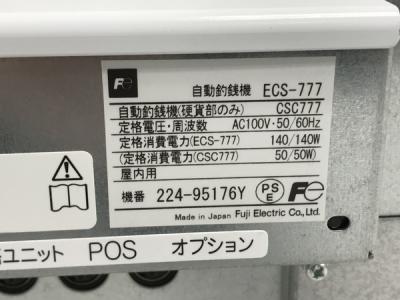 Fe 自動釣銭機 ECS-777
自動釣銭機(硬貨部のみ) CSC777
定格電圧・周波数 AC100V・50/60Hz
定格消費電力(ECS-777) 140/140W
(定格消費電力(CSC777) 50/50W)
屋内用
機番 224-95176Y PSE Fe
Made in Japan Fuji Electric Co.,Ltd.
ユニット POS オプション